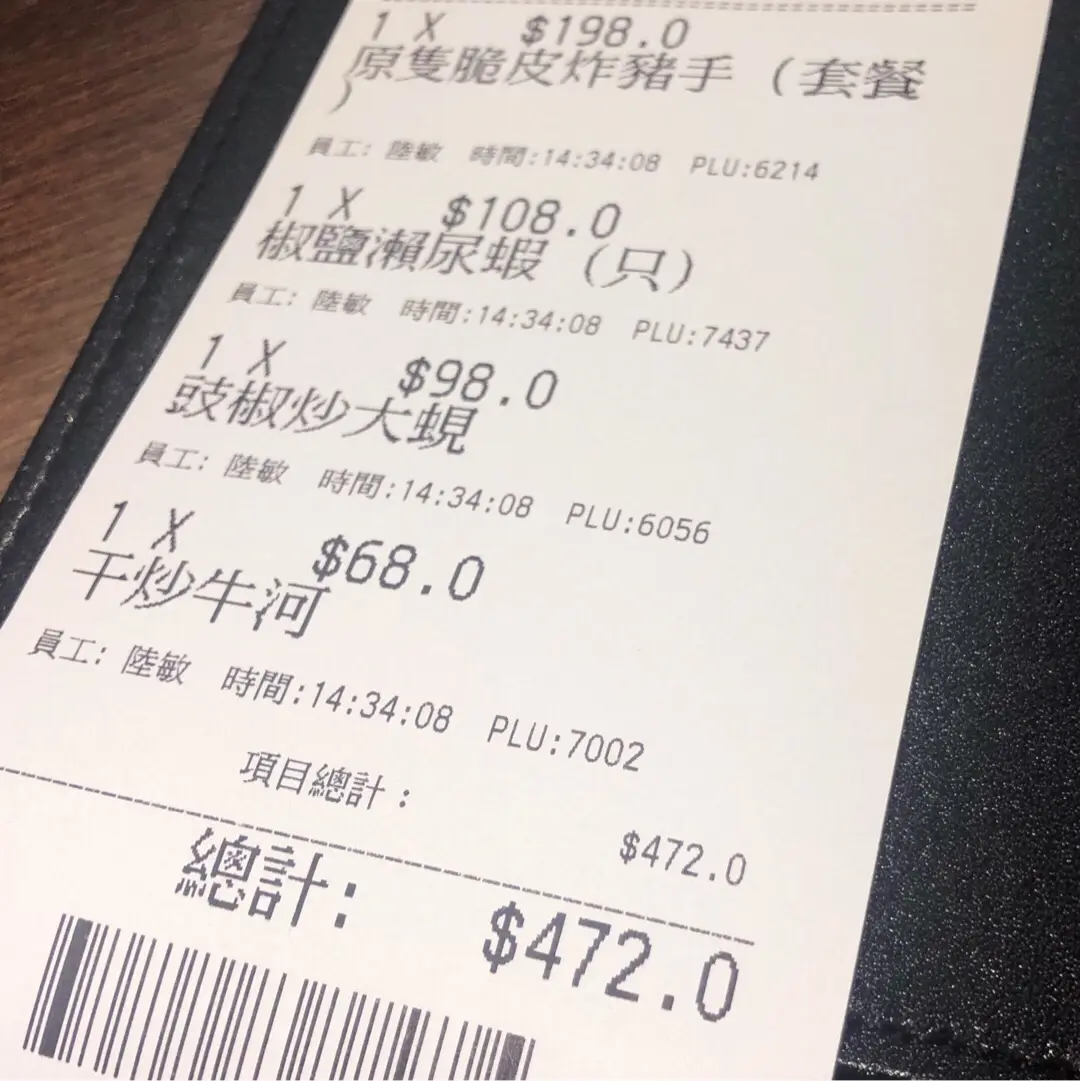 1 X $198.0
原隻脆皮炸豬手 (套餐
)
員工: 陸敏 時間:14:34:08 PLU:6214
1 X $108.0
椒鹽瀨尿蝦 (只)
員工: 陸敏 時間:14:34:08 PLU:7437
1 X $98.0
豉椒炒大蜆
員工: 陸敏 時間:14:34:08 PLU:6056
1 X $68.0
干炒牛河
員工: 陸敏 時間:14:34:08 PLU:7002
項目總計: $472.0
總計: $472.0